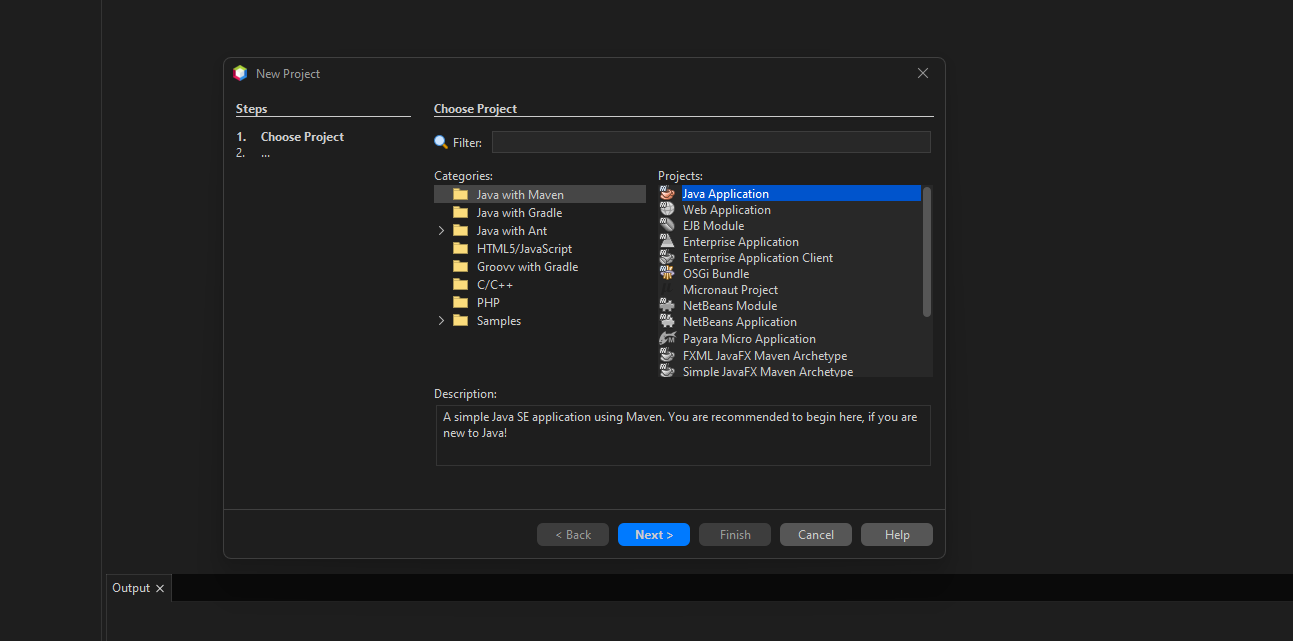 New Project
Steps
1. Choose Project
2. ...
Choose Project
Filter:
Categories:
Java with Maven
Java with Gradle
Java with Ant
HTML5/JavaScript
Groovy with Gradle
C/C++
PHP
Samples
Projects:
Java Application
Web Application
EJB Module
Enterprise Application
Enterprise Application Client
OSGi Bundle
Micronaut Project
NetBeans Module
NetBeans Application
Payara Micro Application
FXML JavaFX Maven Archetype
Simple JavaFX Maven Archetype
Description:
A simple Java SE application using Maven. You are recommended to begin here, if you are
new to Java!
< Back
Next >
Finish
Cancel
Help
Output